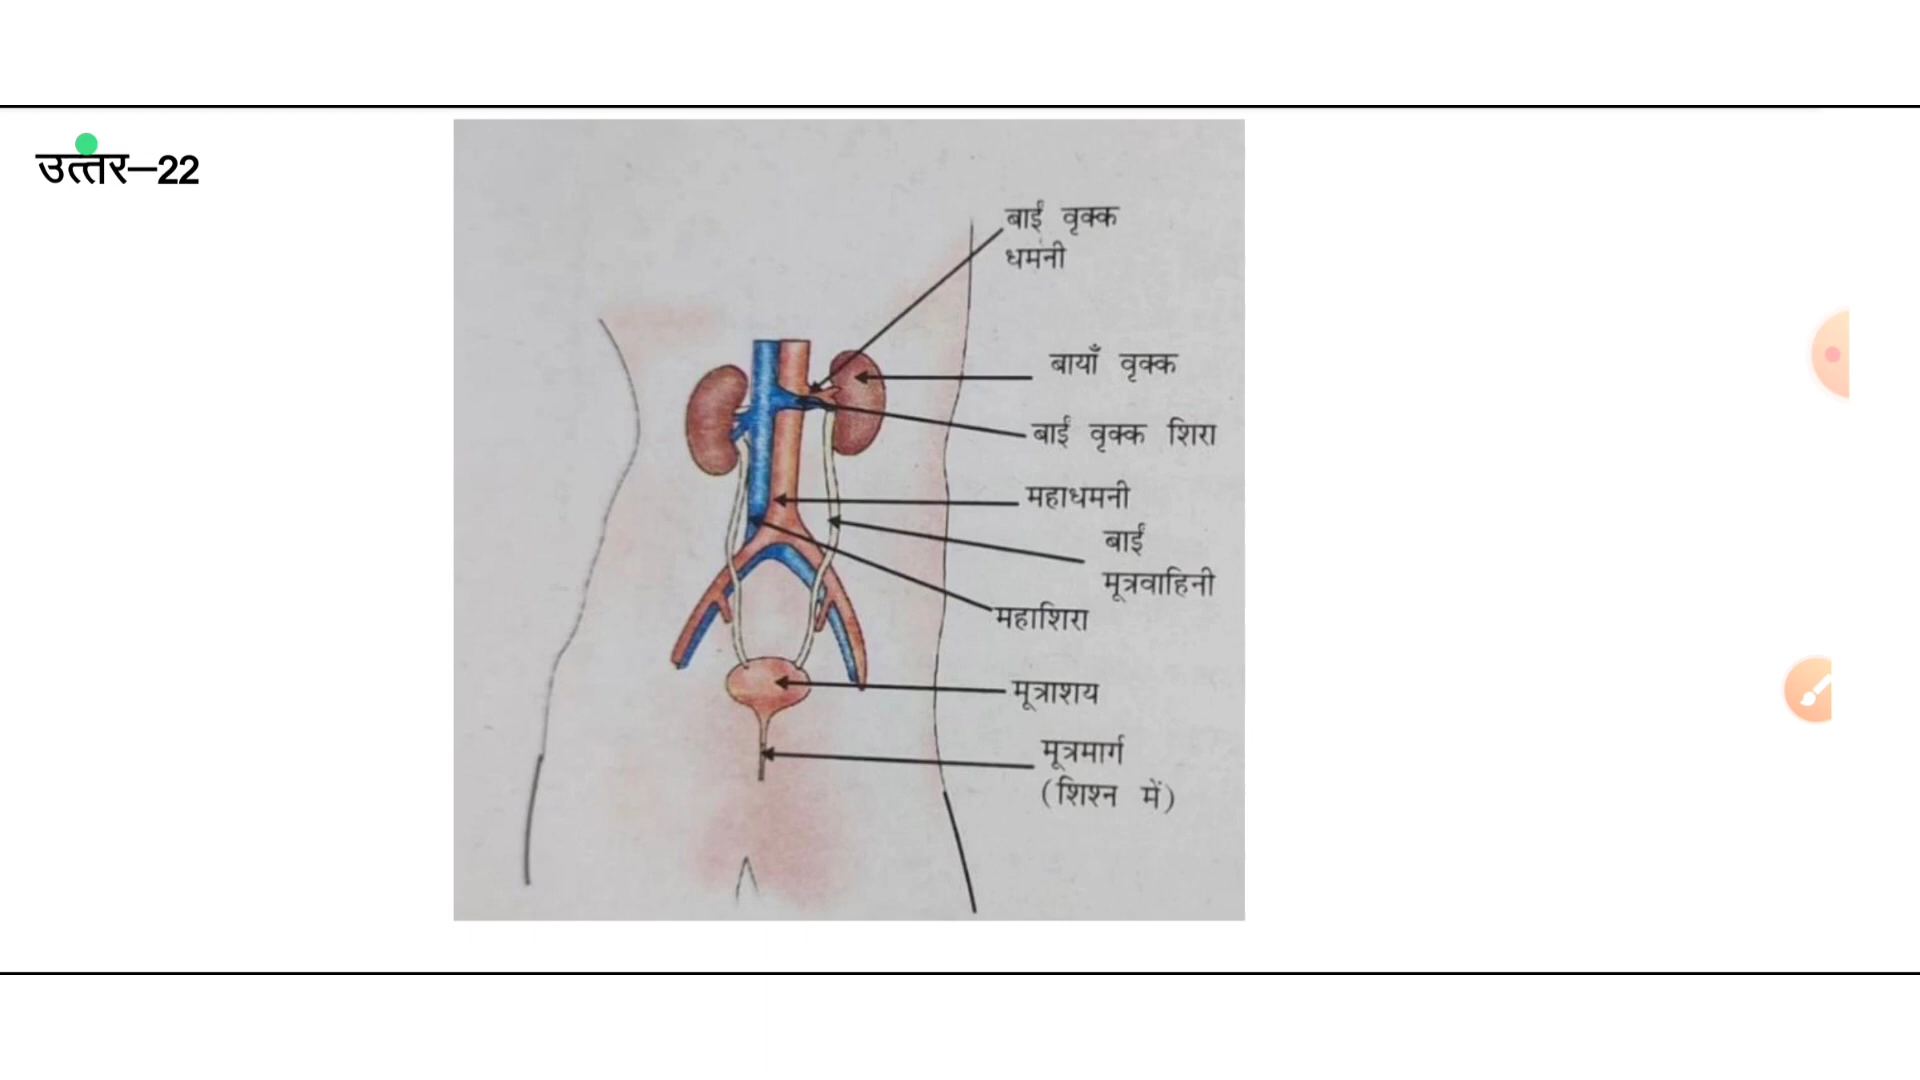 उत्तर–22
बाईं वृक्क
धमनी
बायाँ वृक्क
बाईं वृक्क शिरा
महाधमनी
बाईं
मूत्रवाहिनी
महाशिरा
मूत्राशय
मूत्रमार्ग
(शिश्न में)